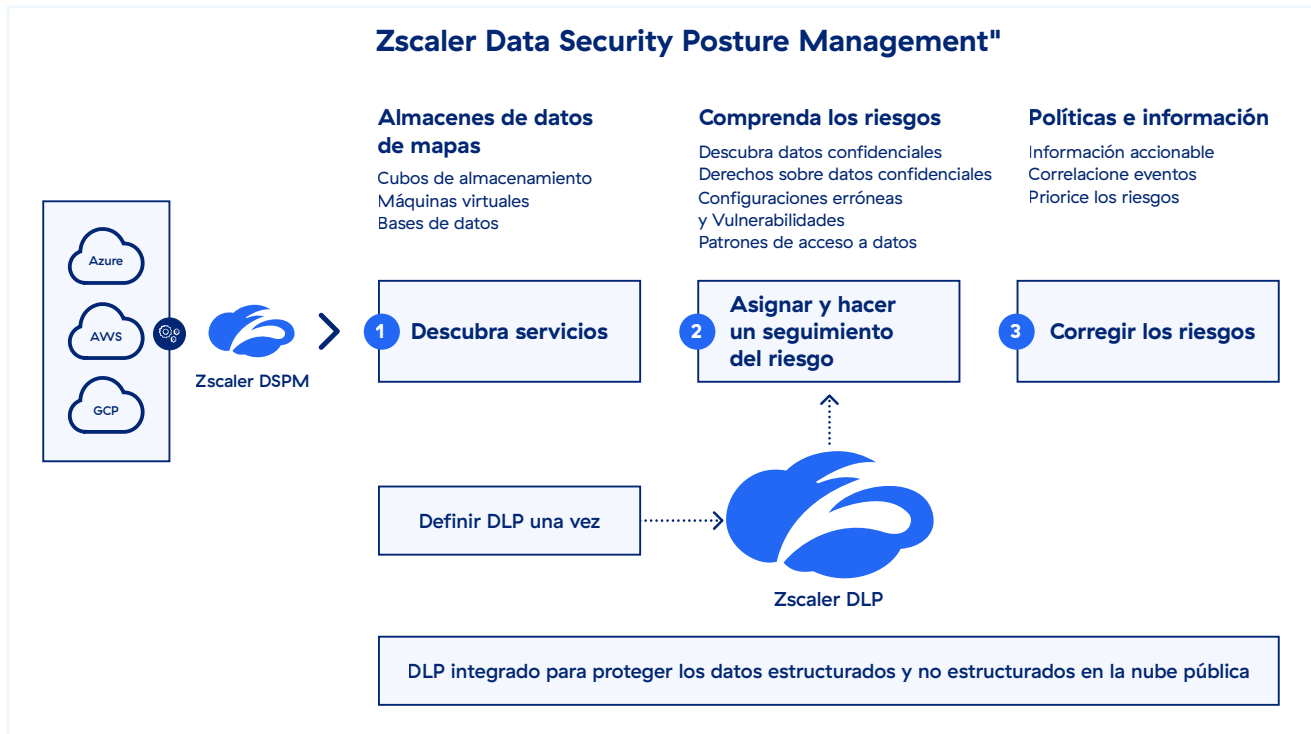 Zscaler Data Security Posture Management"
Almacenes de datos
de mapas
Cubos de almacenamiento
Máquinas virtuales
Bases de datos
Comprenda los riesgos
Descubra datos confidenciales
Derechos sobre datos confidenciales
Configuraciones erróneas
y Vulnerabilidades
Patrones de acceso a datos
Políticas e información
Información accionable
Correlacione eventos
Priorice los riesgos
Azure
AWS
GCP
Zscaler DSPM
1
Descubra servicios
2
Asignar y hacer
un seguimiento
del riesgo
3
Corregir los riesgos
Definir DLP una vez
Zscaler DLP
DLP integrado para proteger los datos estructurados y no estructurados en la nube pública